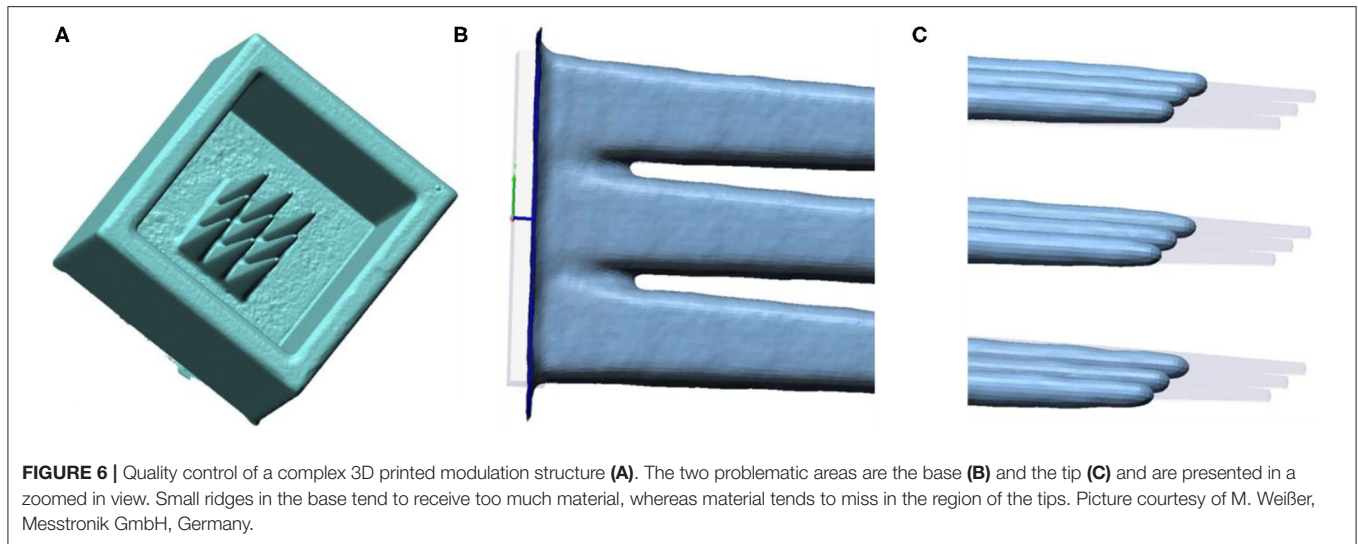 A
B
C
FIGURE 6 | Quality control of a complex 3D printed modulation structure (A). The two problematic areas are the base (B) and the tip (C) and are presented in a
zoomed in view. Small ridges in the base tend to receive too much material, whereas material tends to miss in the region of the tips. Picture courtesy of M. Weißer,
Messtronik GmbH, Germany.